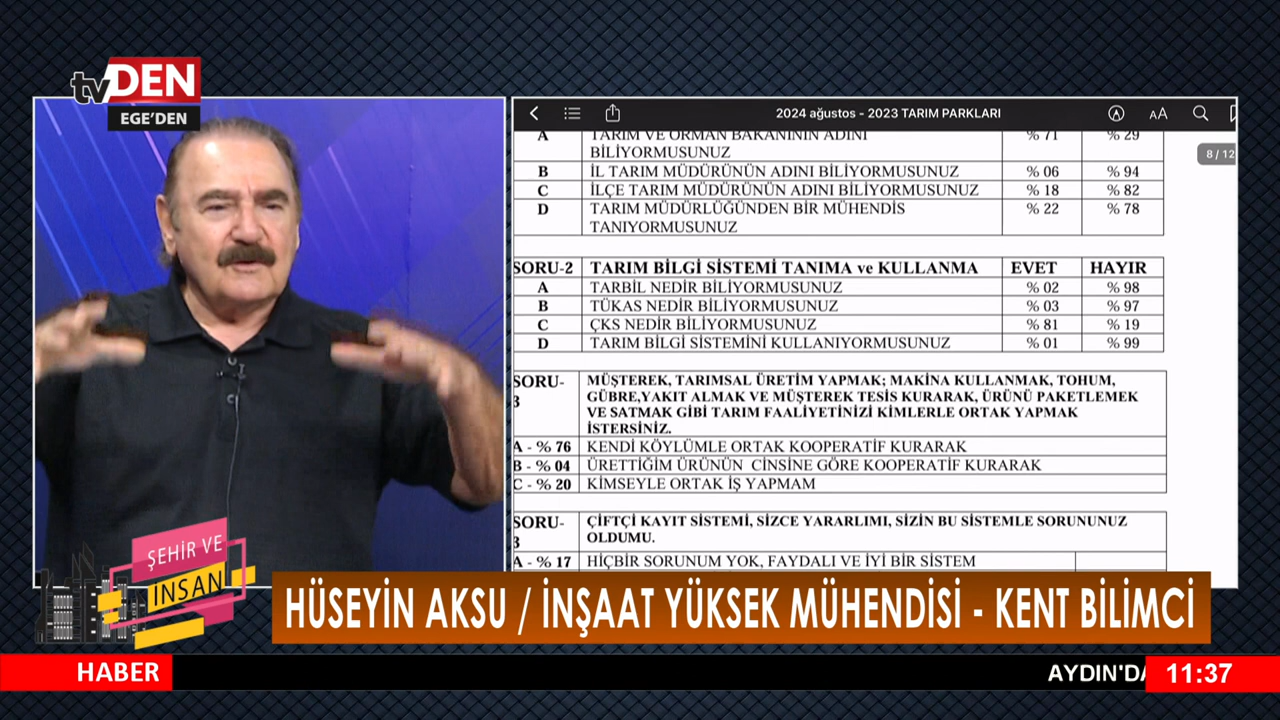 tvDEN
EGE'DEN
2024 ağustos - 2023 TARIM PARKLARI
AA
8 / 12
A TARIM VE ORMAN BAKANININ ADINI % 71 % 29
BİLİYORMUSUNUZ
B İL TARIM MÜDÜRÜNÜN ADINI BİLİYORMUSUNUZ % 06 % 94
C İLÇE TARIM MÜDÜRÜNÜN ADINI BİLİYORMUSUNUZ % 18 % 82
D TARIM MÜDÜRLÜĞÜNDEN BİR MÜHENDİS % 22 % 78
TANIYORMUSUNUZ
SORU-2 TARIM BİLGİ SİSTEMİ TANIMA ve KULLANMA EVET HAYIR
A TARBİL NEDİR BİLİYORMUSUNUZ % 02 % 98
B TÜKAS NEDİR BİLİYORMUSUNUZ % 03 % 97
C ÇKS NEDİR BİLİYORMUSUNUZ % 81 % 19
D TARIM BİLGİ SİSTEMİNİ KULLANIYORMUSUNUZ % 01 % 99
SORU-3 MÜŞTEREK, TARIMSAL ÜRETİM YAPMAK; MAKİNA KULLANMAK, TOHUM,
GÜBRE,YAKIT ALMAK VE MÜŞTEREK TESİS KURARAK, ÜRÜNÜ PAKETLEMEK
VE SATMAK GİBİ TARIM FAALİYETİNİZİ KİMLERLE ORTAK YAPMAK
İSTERSİNİZ.
A - % 76 KENDİ KÖYLÜMLE ORTAK KOOPERATİF KURARAK
B - % 04 ÜRETTİĞİM ÜRÜNÜN CİNSİNE GÖRE KOOPERATİF KURARAK
C - % 20 KİMSEYLE ORTAK İŞ YAPMAM
SORU-3 ÇİFTÇİ KAYIT SİSTEMİ, SİZCE YARARLIMI, SİZİN BU SİSTEMLE SORUNUNUZ
OLDUMU.
A - % 17 HİÇBİR SORUNUM YOK, FAYDALI VE İYİ BİR SİSTEM
ŞEHİR VE
İNSAN
HÜSEYİN AKSU / İNŞAAT YÜKSEK MÜHENDİSİ - KENT BİLİMCİ
HABER
AYDIN'DA
11:37